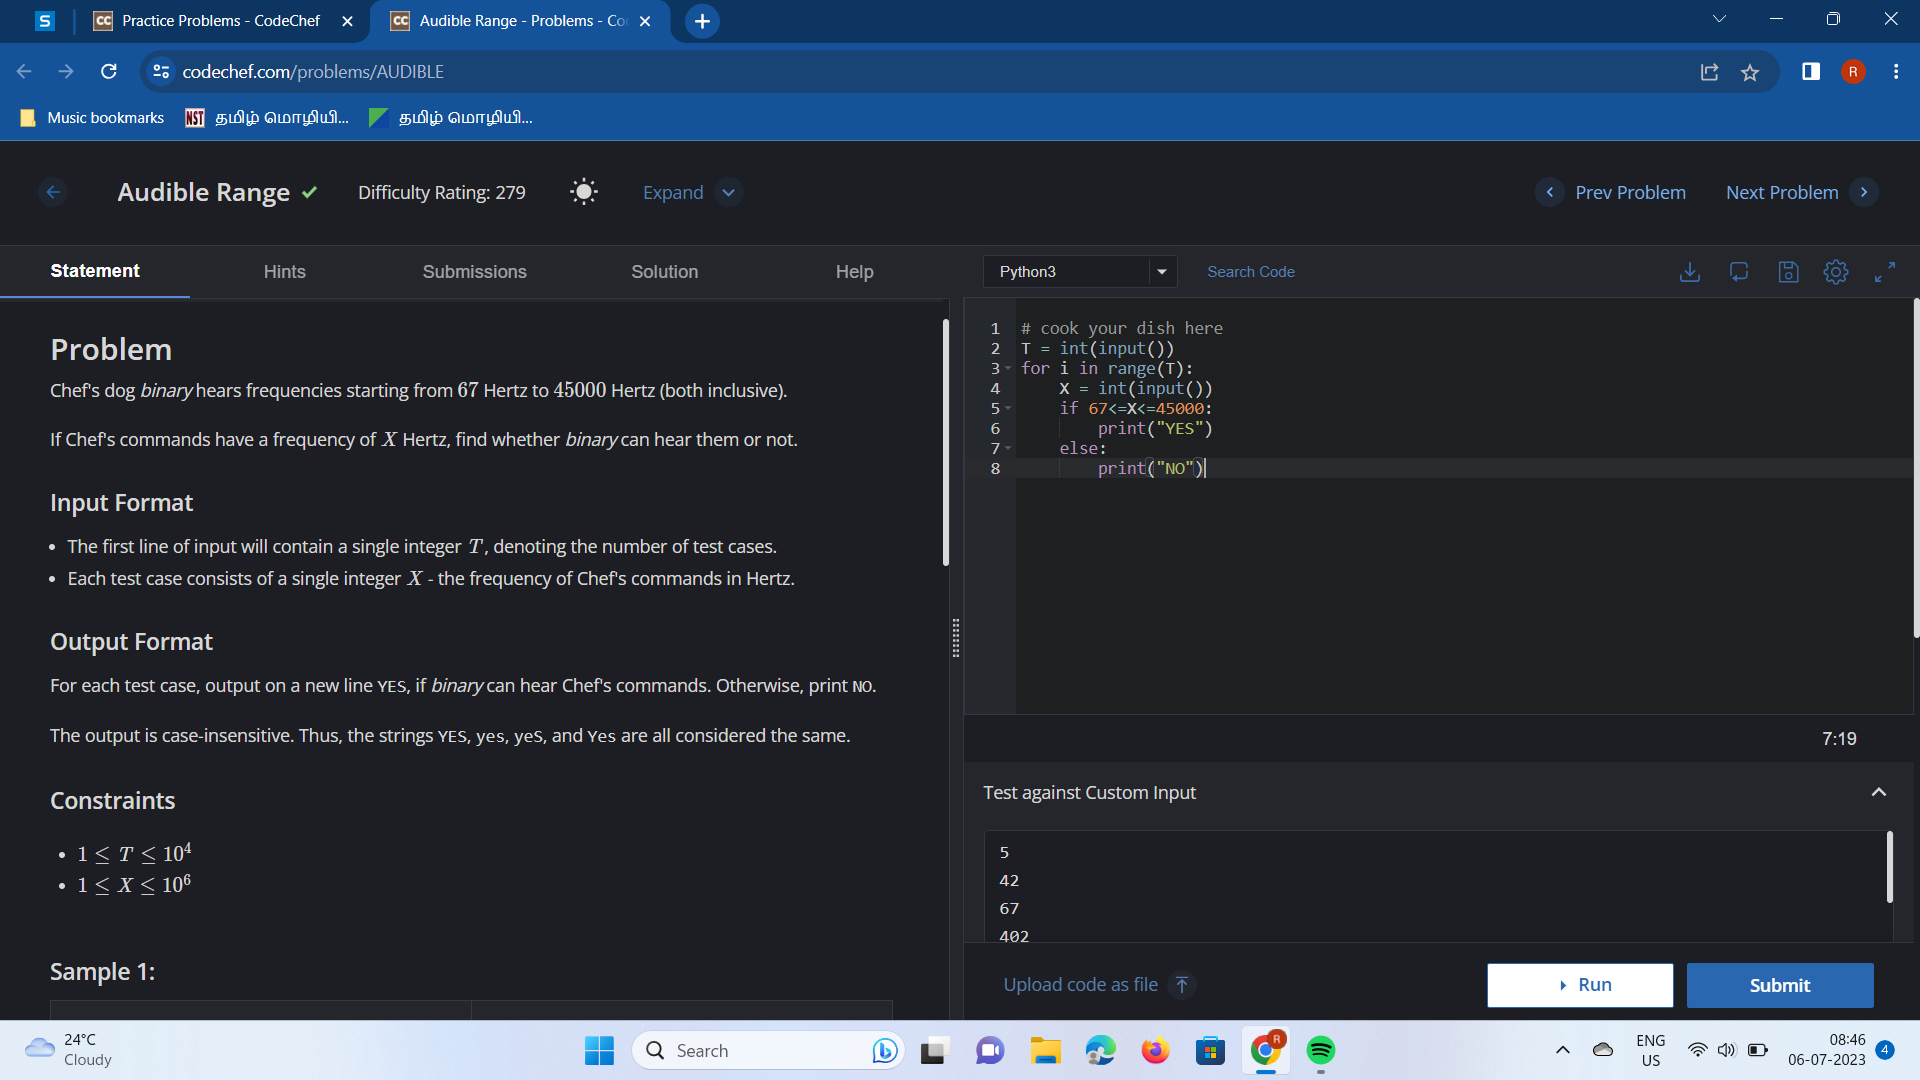 S
CC Practice Problems - CodeChef
CC Audible Range - Problems - Co
codechef.com/problems/AUDIBLE
R
Music bookmarks
NST தமிழ் மொழியி...
தமிழ் மொழியி...
Audible Range
Difficulty Rating: 279
Expand
Prev Problem
Next Problem
Statement
Hints
Submissions
Solution
Help
Problem
Chef's dog binary hears frequencies starting from 67 Hertz to 45000 Hertz (both inclusive).
If Chef's commands have a frequency of X Hertz, find whether binary can hear them or not.
Input Format
• The first line of input will contain a single integer T, denoting the number of test cases.
• Each test case consists of a single integer X - the frequency of Chef's commands in Hertz.
Output Format
For each test case, output on a new line YES, if binary can hear Chef's commands. Otherwise, print NO.
The output is case-insensitive. Thus, the strings YES, yes, yeS, and Yes are all considered the same.
Constraints
• 1 ≤ T ≤ 10⁴
• 1 ≤ X ≤ 10⁶
Sample 1:
Python3
Search Code
1 # cook your dish here
2 T = int(input())
3 for i in range(T):
4     X = int(input())
5     if 67<=X<=45000:
6         print("YES")
7     else:
8         print("NO")
7:19
Test against Custom Input
5
42
67
402
Upload code as file
Run
Submit
24°C
Cloudy
Search
R
ENG
US
08:46
06-07-2023
4